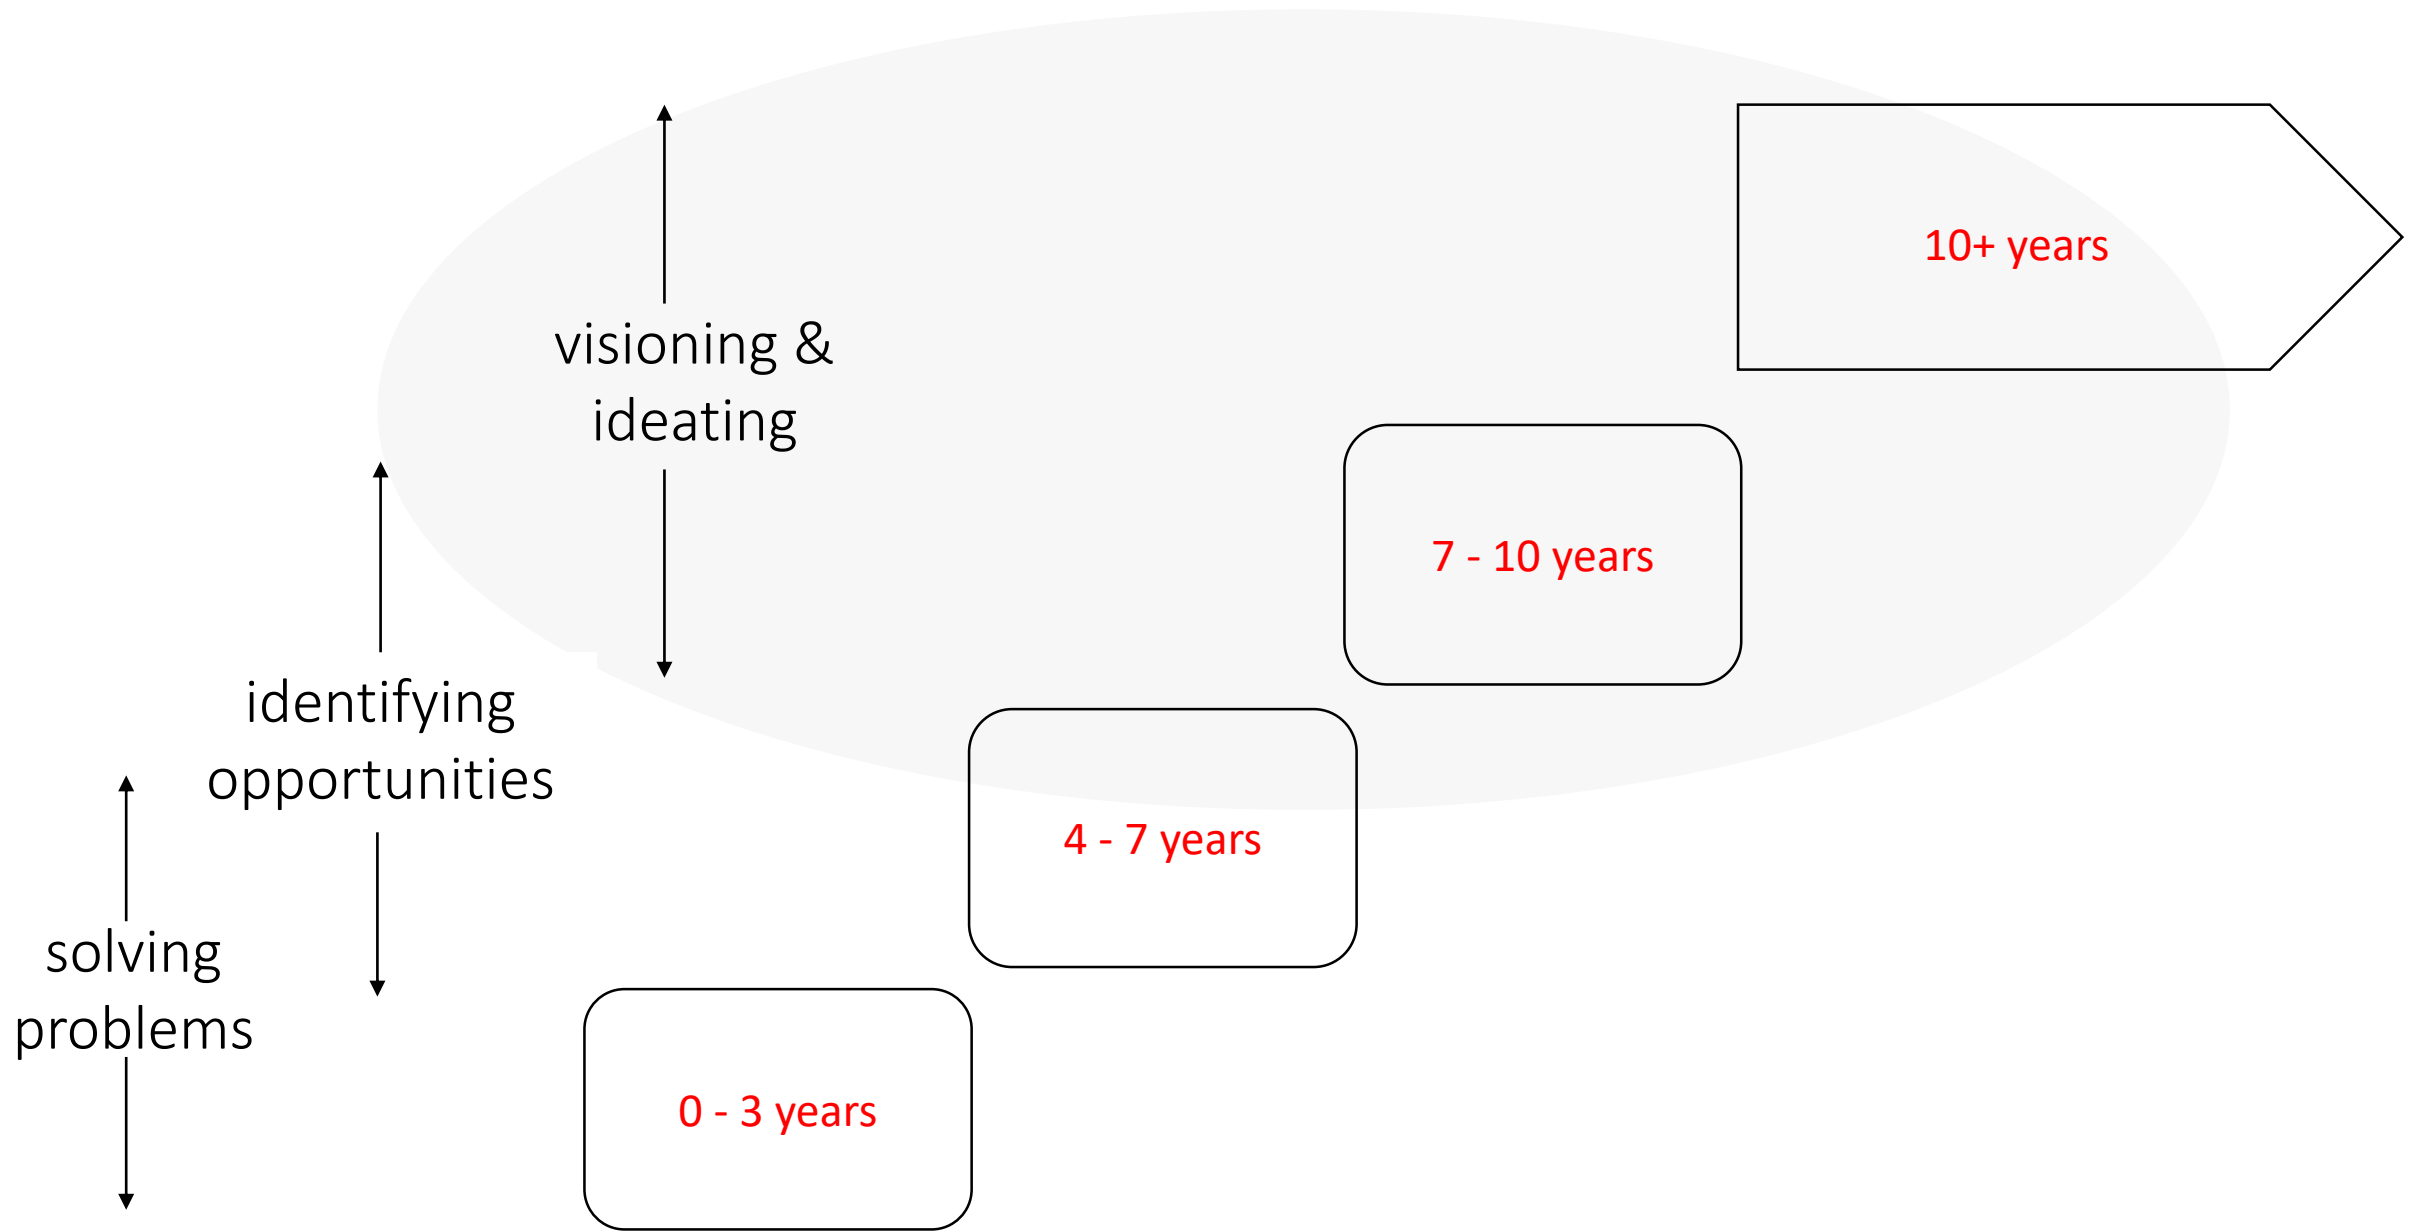 10+ years
visioning &
ideating
7 - 10 years
identifying
opportunities
4 - 7 years
solving
problems
0 - 3 years